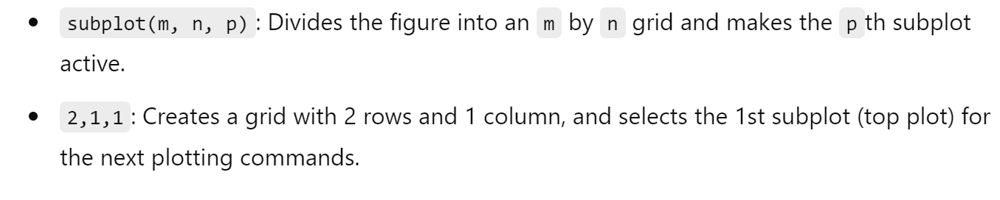 • subplot(m, n, p): Divides the figure into an m by n grid and makes the pth subplot
active.
• 2,1,1: Creates a grid with 2 rows and 1 column, and selects the 1st subplot (top plot) for
the next plotting commands.